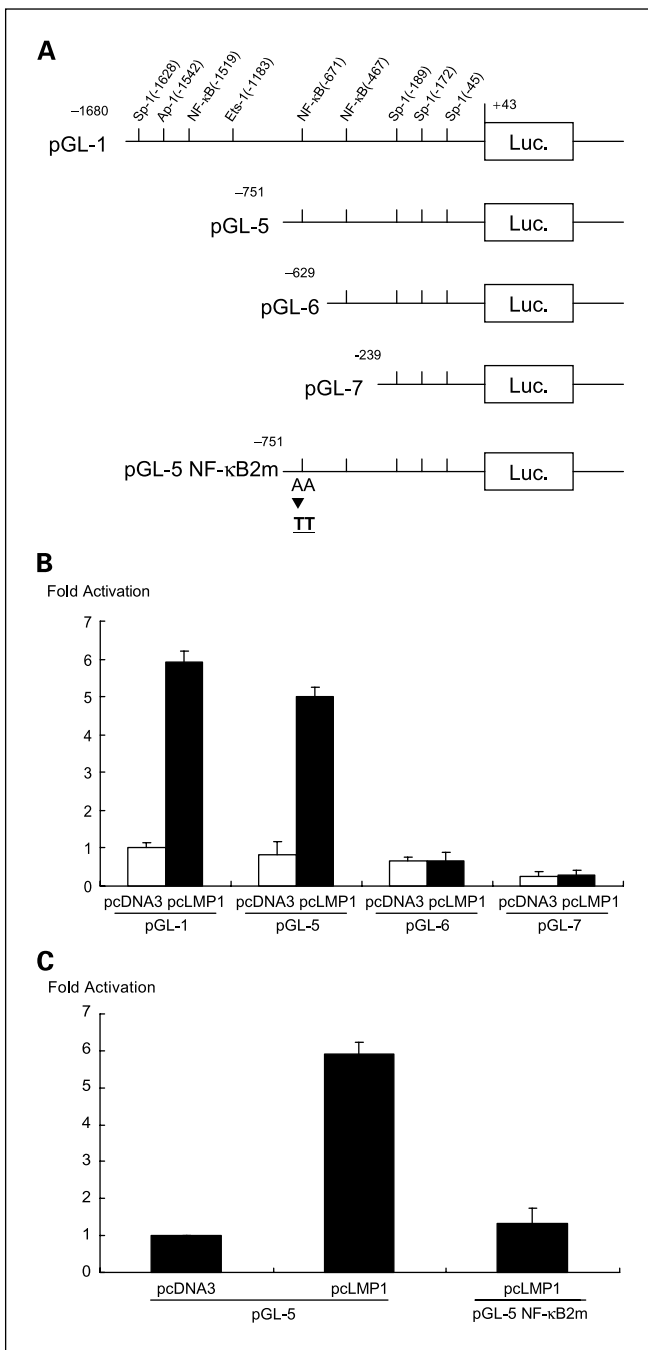 A
Sp-1(-1628)
Ap-1(-1542)
NF-κB(-1519)
Ets-1(-1183)
NF-κB(-671)
NF-κB(-467)
Sp-1(-189)
Sp-1(-172)
Sp-1(-45)
–1680
+43
pGL-1
Luc.
–751
pGL-5
Luc.
–629
pGL-6
Luc.
-239
pGL-7
Luc.
–751
pGL-5 NF-κB2m
Luc.
AA
TT
B
Fold Activation
7
6
5
4
3
2
1
0
pcDNA3 pcLMP1 pcDNA3 pcLMP1 pcDNA3 pcLMP1 pcDNA3 pcLMP1
pGL-1 pGL-5 pGL-6 pGL-7
C
Fold Activation
7
6
5
4
3
2
1
0
pcDNA3 pcLMP1 pcLMP1
pGL-5 pGL-5 NF-κB2m